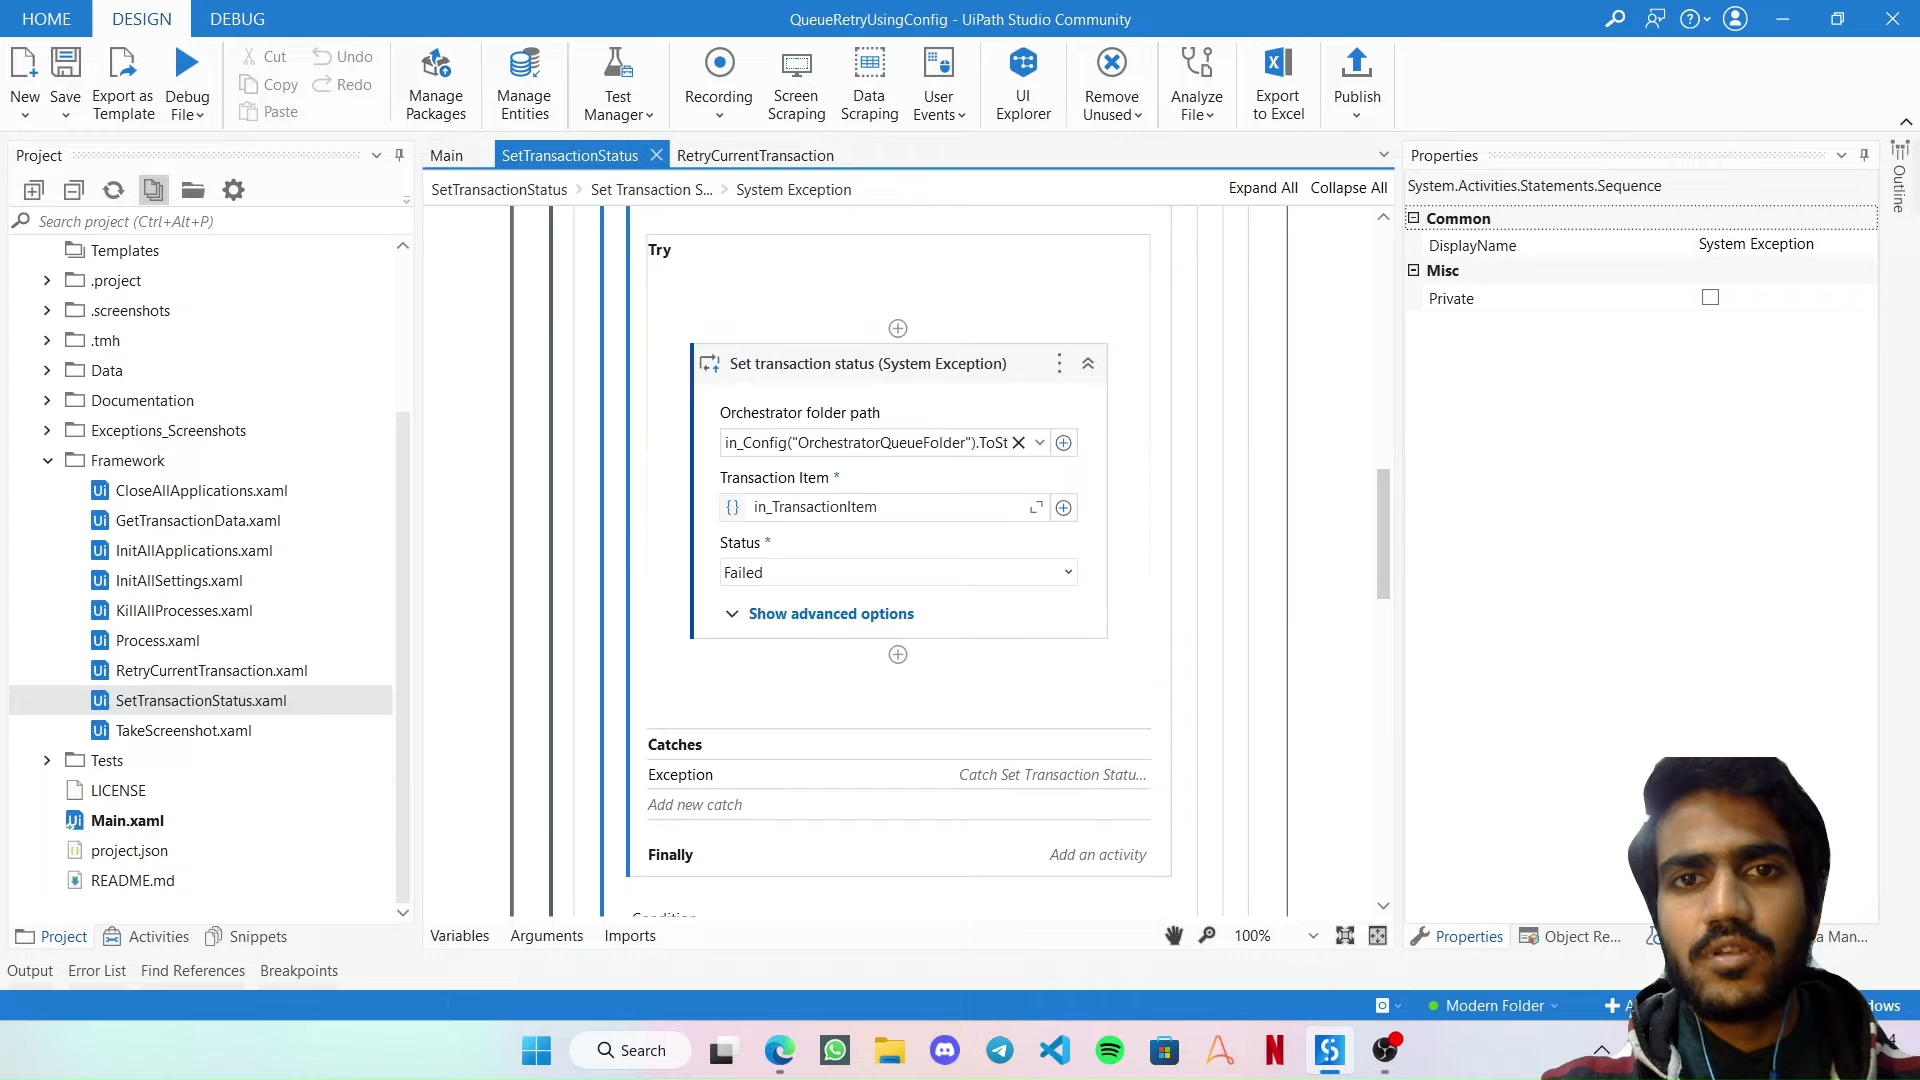 HOME
DESIGN
DEBUG
QueueRetryUsingConfig - UiPath Studio Community
New
Save
Export as
Template
Debug
File
Cut
Copy
Paste
Undo
Redo
Manage
Packages
Manage
Entities
Test
Manager
Recording
Screen
Scraping
Data
Scraping
User
Events
UI
Explorer
Remove
Unused
Analyze
File
Export
to Excel
Publish
Project
Search project (Ctrl+Alt+P)
Templates
.project
.screenshots
.tmh
Data
Documentation
Exceptions_Screenshots
Framework
CloseAllApplications.xaml
GetTransactionData.xaml
InitAllApplications.xaml
InitAllSettings.xaml
KillAllProcesses.xaml
Process.xaml
RetryCurrentTransaction.xaml
SetTransactionStatus.xaml
TakeScreenshot.xaml
Tests
LICENSE
Main.xaml
project.json
README.md
Project
Activities
Snippets
Main
SetTransactionStatus
RetryCurrentTransaction
SetTransactionStatus
Set Transaction S...
System Exception
Expand All
Collapse All
Try
Set transaction status (System Exception)
Orchestrator folder path
in_Config("OrchestratorQueueFolder").ToSt
Transaction Item *
{} in_TransactionItem
Status *
Failed
Show advanced options
Catches
Exception
Catch Set Transaction Statu...
Add new catch
Finally
Add an activity
Condition
Variables
Arguments
Imports
100%
Properties
System.Activities.Statements.Sequence
Common
DisplayName
System Exception
Misc
Private
Outline
Properties
Object Re...
Man...
Output
Error List
Find References
Breakpoints
Modern Folder
Search